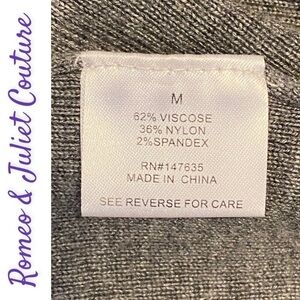 Romeo & Juliet Couture
M
62% VISCOSE
36% NYLON
2%SPANDEX
RN#147635
MADE IN CHINA
SEE REVERSE FOR CARE